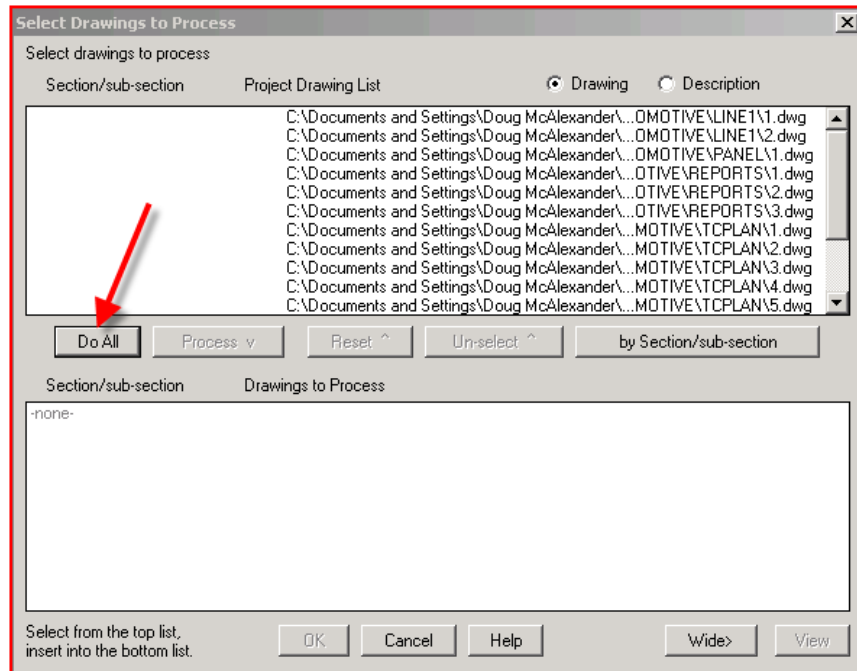 Select Drawings to Process
Select drawings to process
Section/sub-section Project Drawing List Drawing Description
C:\Documents and Settings\Doug McAlexander\...OMOTIVE\LINE1\1.dwg
C:\Documents and Settings\Doug McAlexander\...OMOTIVE\LINE1\2.dwg
C:\Documents and Settings\Doug McAlexander\...OMOTIVE\PANEL\1.dwg
C:\Documents and Settings\Doug McAlexander\...OTIVE\REPORTS\1.dwg
C:\Documents and Settings\Doug McAlexander\...OTIVE\REPORTS\2.dwg
C:\Documents and Settings\Doug McAlexander\...OTIVE\REPORTS\3.dwg
C:\Documents and Settings\Doug McAlexander\...MOTIVE\TCPLAN\1.dwg
C:\Documents and Settings\Doug McAlexander\...MOTIVE\TCPLAN\2.dwg
C:\Documents and Settings\Doug McAlexander\...MOTIVE\TCPLAN\3.dwg
C:\Documents and Settings\Doug McAlexander\...MOTIVE\TCPLAN\4.dwg
C:\Documents and Settings\Doug McAlexander\...MOTIVE\TCPLAN\5.dwg
Do All Process v Reset ^ Un-select ^ by Section/sub-section
Section/sub-section Drawings to Process
-none-
Select from the top list,
insert into the bottom list.
OK Cancel Help Wide> View